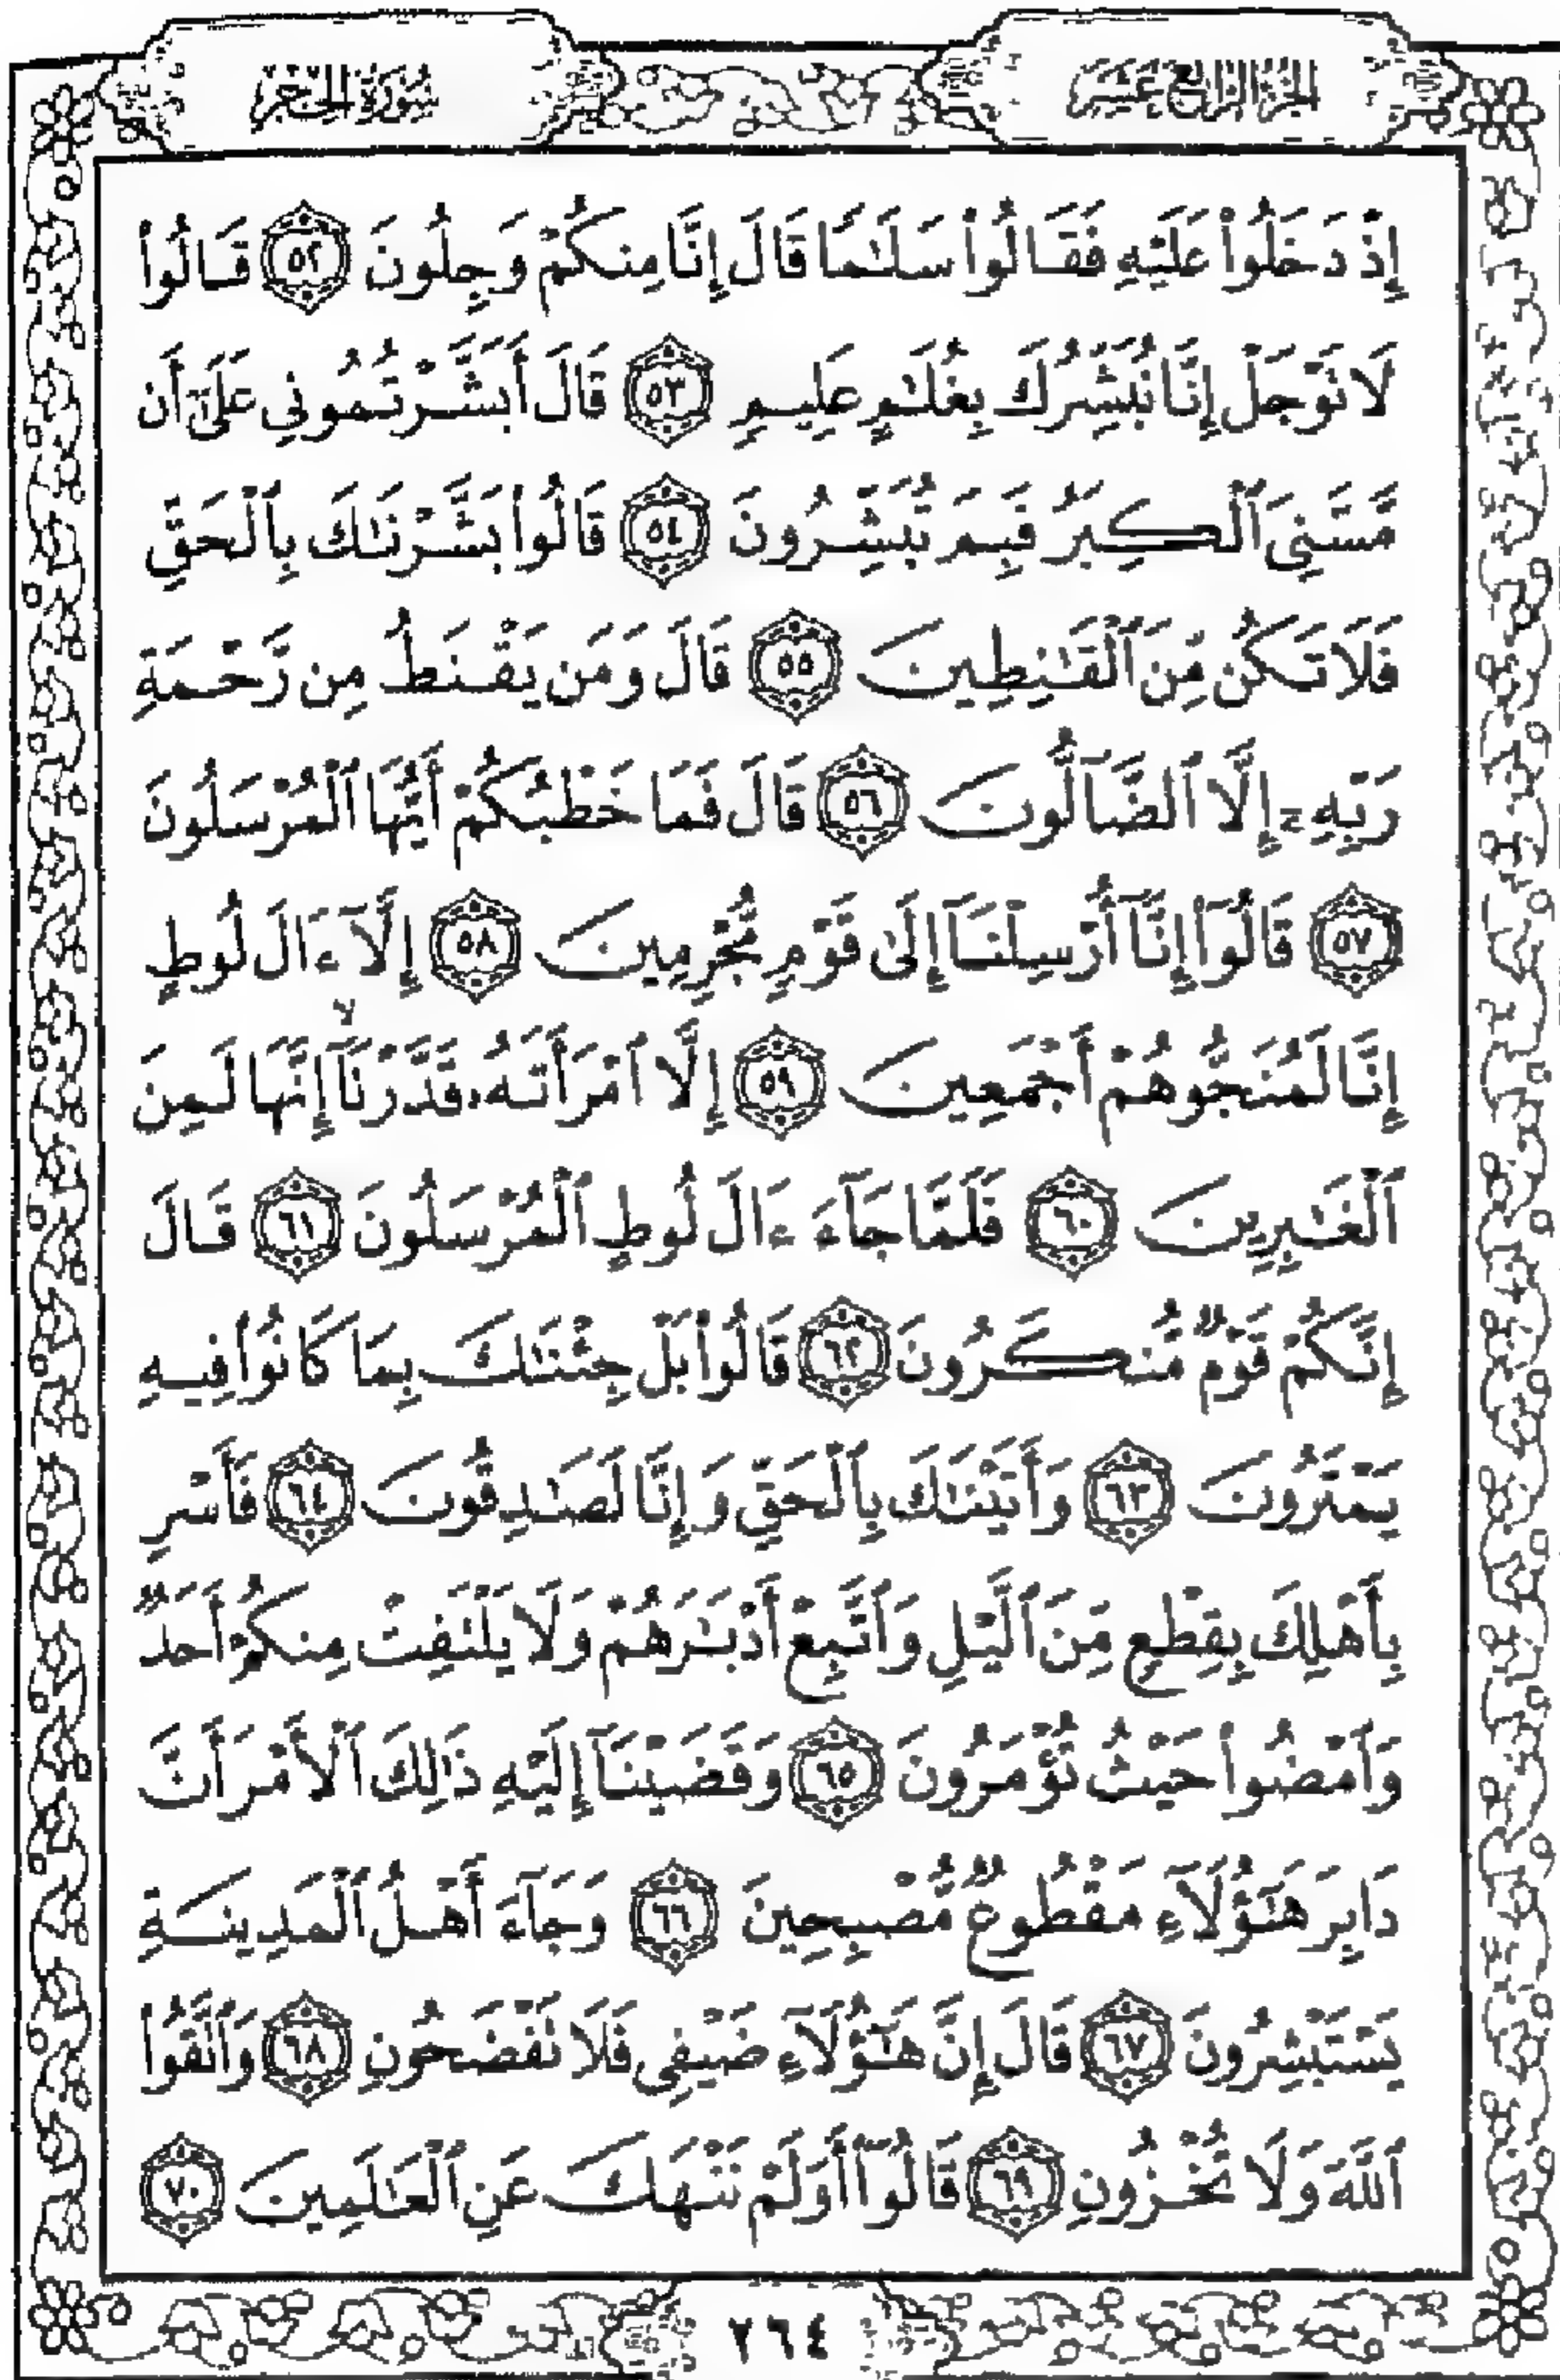 الجزء الرابع عشر
سورة الحجر
إِذْ دَخَلُوا۟ عَلَيْهِ فَقَالُوا۟ سَلَـٰمًا قَالَ إِنَّا مِنكُمْ وَجِلُونَ ٥٢ قَالُوا۟
لَا تَوْجَلْ إِنَّا نُبَشِّرُكَ بِغُلَـٰمٍ عَلِيمٍ ٥٣ قَالَ أَبَشَّرْتُمُونِى عَلَىٰٓ أَن
مَّسَّنِىَ ٱلْكِبَرُ فَبِمَ تُبَشِّرُونَ ٥٤ قَالُوا۟ بَشَّرْنَـٰكَ بِٱلْحَقِّ
فَلَا تَكُن مِّنَ ٱلْقَـٰنِطِينَ ٥٥ قَالَ وَمَن يَقْنَطُ مِن رَّحْمَةِ
رَبِّهِۦٓ إِلَّا ٱلضَّآلُّونَ ٥٦ قَالَ فَمَا خَطْبُكُمْ أَيُّهَا ٱلْمُرْسَلُونَ
٥٧ قَالُوٓا۟ إِنَّآ أُرْسِلْنَآ إِلَىٰ قَوْمٍ مُّجْرِمِينَ ٥٨ إِلَّآ ءَالَ لُوطٍ
إِنَّا لَمُنَجُّوهُمْ أَجْمَعِينَ ٥٩ إِلَّا ٱمْرَأَتَهُۥ قَدَّرْنَآ ۙ إِنَّهَا لَمِنَ
ٱلْغَـٰبِرِينَ ٦٠ فَلَمَّا جَآءَ ءَالَ لُوطٍ ٱلْمُرْسَلُونَ ٦١ قَالَ
إِنَّكُمْ قَوْمٌ مُّنكَرُونَ ٦٢ قَالُوا۟ بَلْ جِئْنَـٰكَ بِمَا كَانُوا۟ فِيهِ
يَمْتَرُونَ ٦٣ وَأَتَيْنَـٰكَ بِٱلْحَقِّ وَإِنَّا لَصَـٰدِقُونَ ٦٤ فَأَسْرِ
بِأَهْلِكَ بِقِطْعٍ مِّنَ ٱلَّيْلِ وَٱتَّبِعْ أَدْبَـٰرَهُمْ وَلَا يَلْتَفِتْ مِنكُمْ أَحَدٌ
وَٱمْضُوا۟ حَيْثُ تُؤْمَرُونَ ٦٥ وَقَضَيْنَآ إِلَيْهِ ذَٰلِكَ ٱلْأَمْرَ أَنَّ
دَابِرَ هَـٰٓؤُلَآءِ مَقْطُوعٌ مُّصْبِحِينَ ٦٦ وَجَآءَ أَهْلُ ٱلْمَدِينَةِ
يَسْتَبْشِرُونَ ٦٧ قَالَ إِنَّ هَـٰٓؤُلَآءِ ضَيْفِى فَلَا تَفْضَحُونِ ٦٨ وَٱتَّقُوا۟
ٱللَّهَ وَلَا تُخْزُونِ ٦٩ قَالُوٓا۟ أَوَلَمْ نَنْهَكَ عَنِ ٱلْعَـٰلَمِينَ ٧٠
٢٦٤